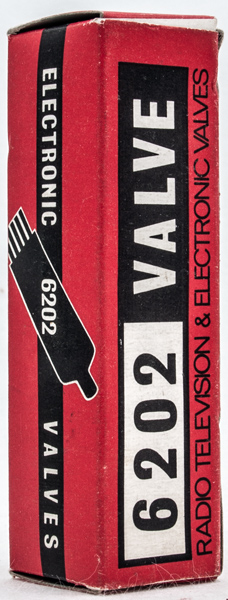 ELECTRONIC 6202 VALVES
6202 VALVE
RADIO TELEVISION & ELECTRONIC VALVES